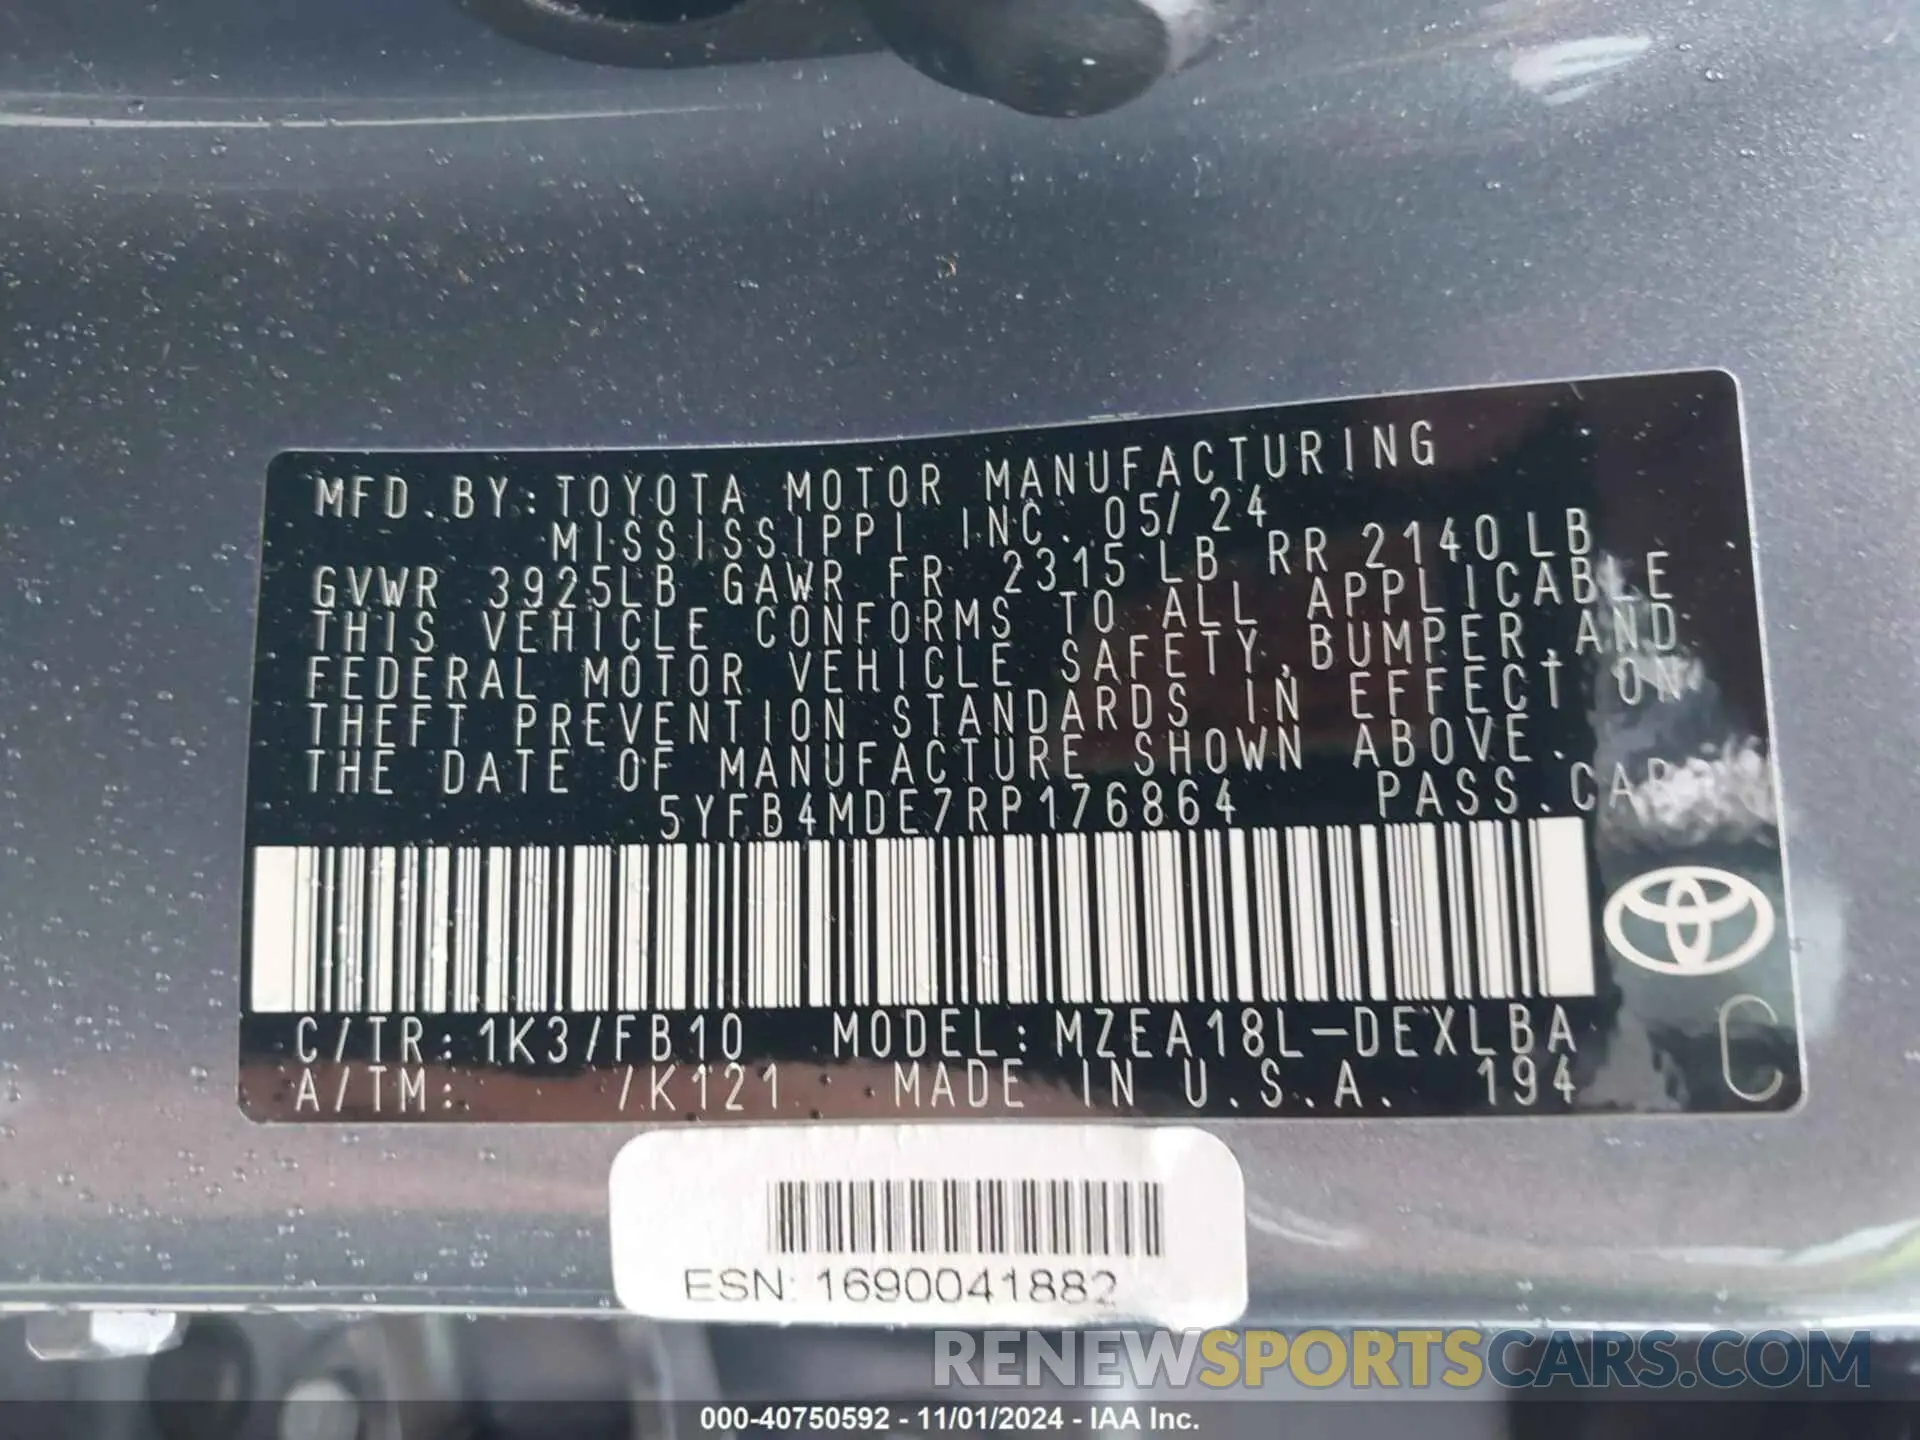 MFD.BY:TOYOTA MOTOR MANUFACTURING
MISSISSIPPI INC. 05/24
GVWR 3925LB GAWR FR 2315LB RR 2140LB
THIS VEHICLE CONFORMS TO ALL APPLICABLE
FEDERAL MOTOR VEHICLE SAFETY,BUMPER,AND
THEFT PREVENTION STANDARDS IN EFFECT ON
THE DATE OF MANUFACTURE SHOWN ABOVE.
5YFB4MDE7RP176864 PASS.CAR
C/TR:1K3/FB10 MODEL:MZEA18L-DEXLBA
A/TM: /K121 MADE IN U.S.A. 194
C
ESN: 1690041882
RENEWSPORTSCARS.COM
000-40750592 - 11/01/2024 - IAA Inc.